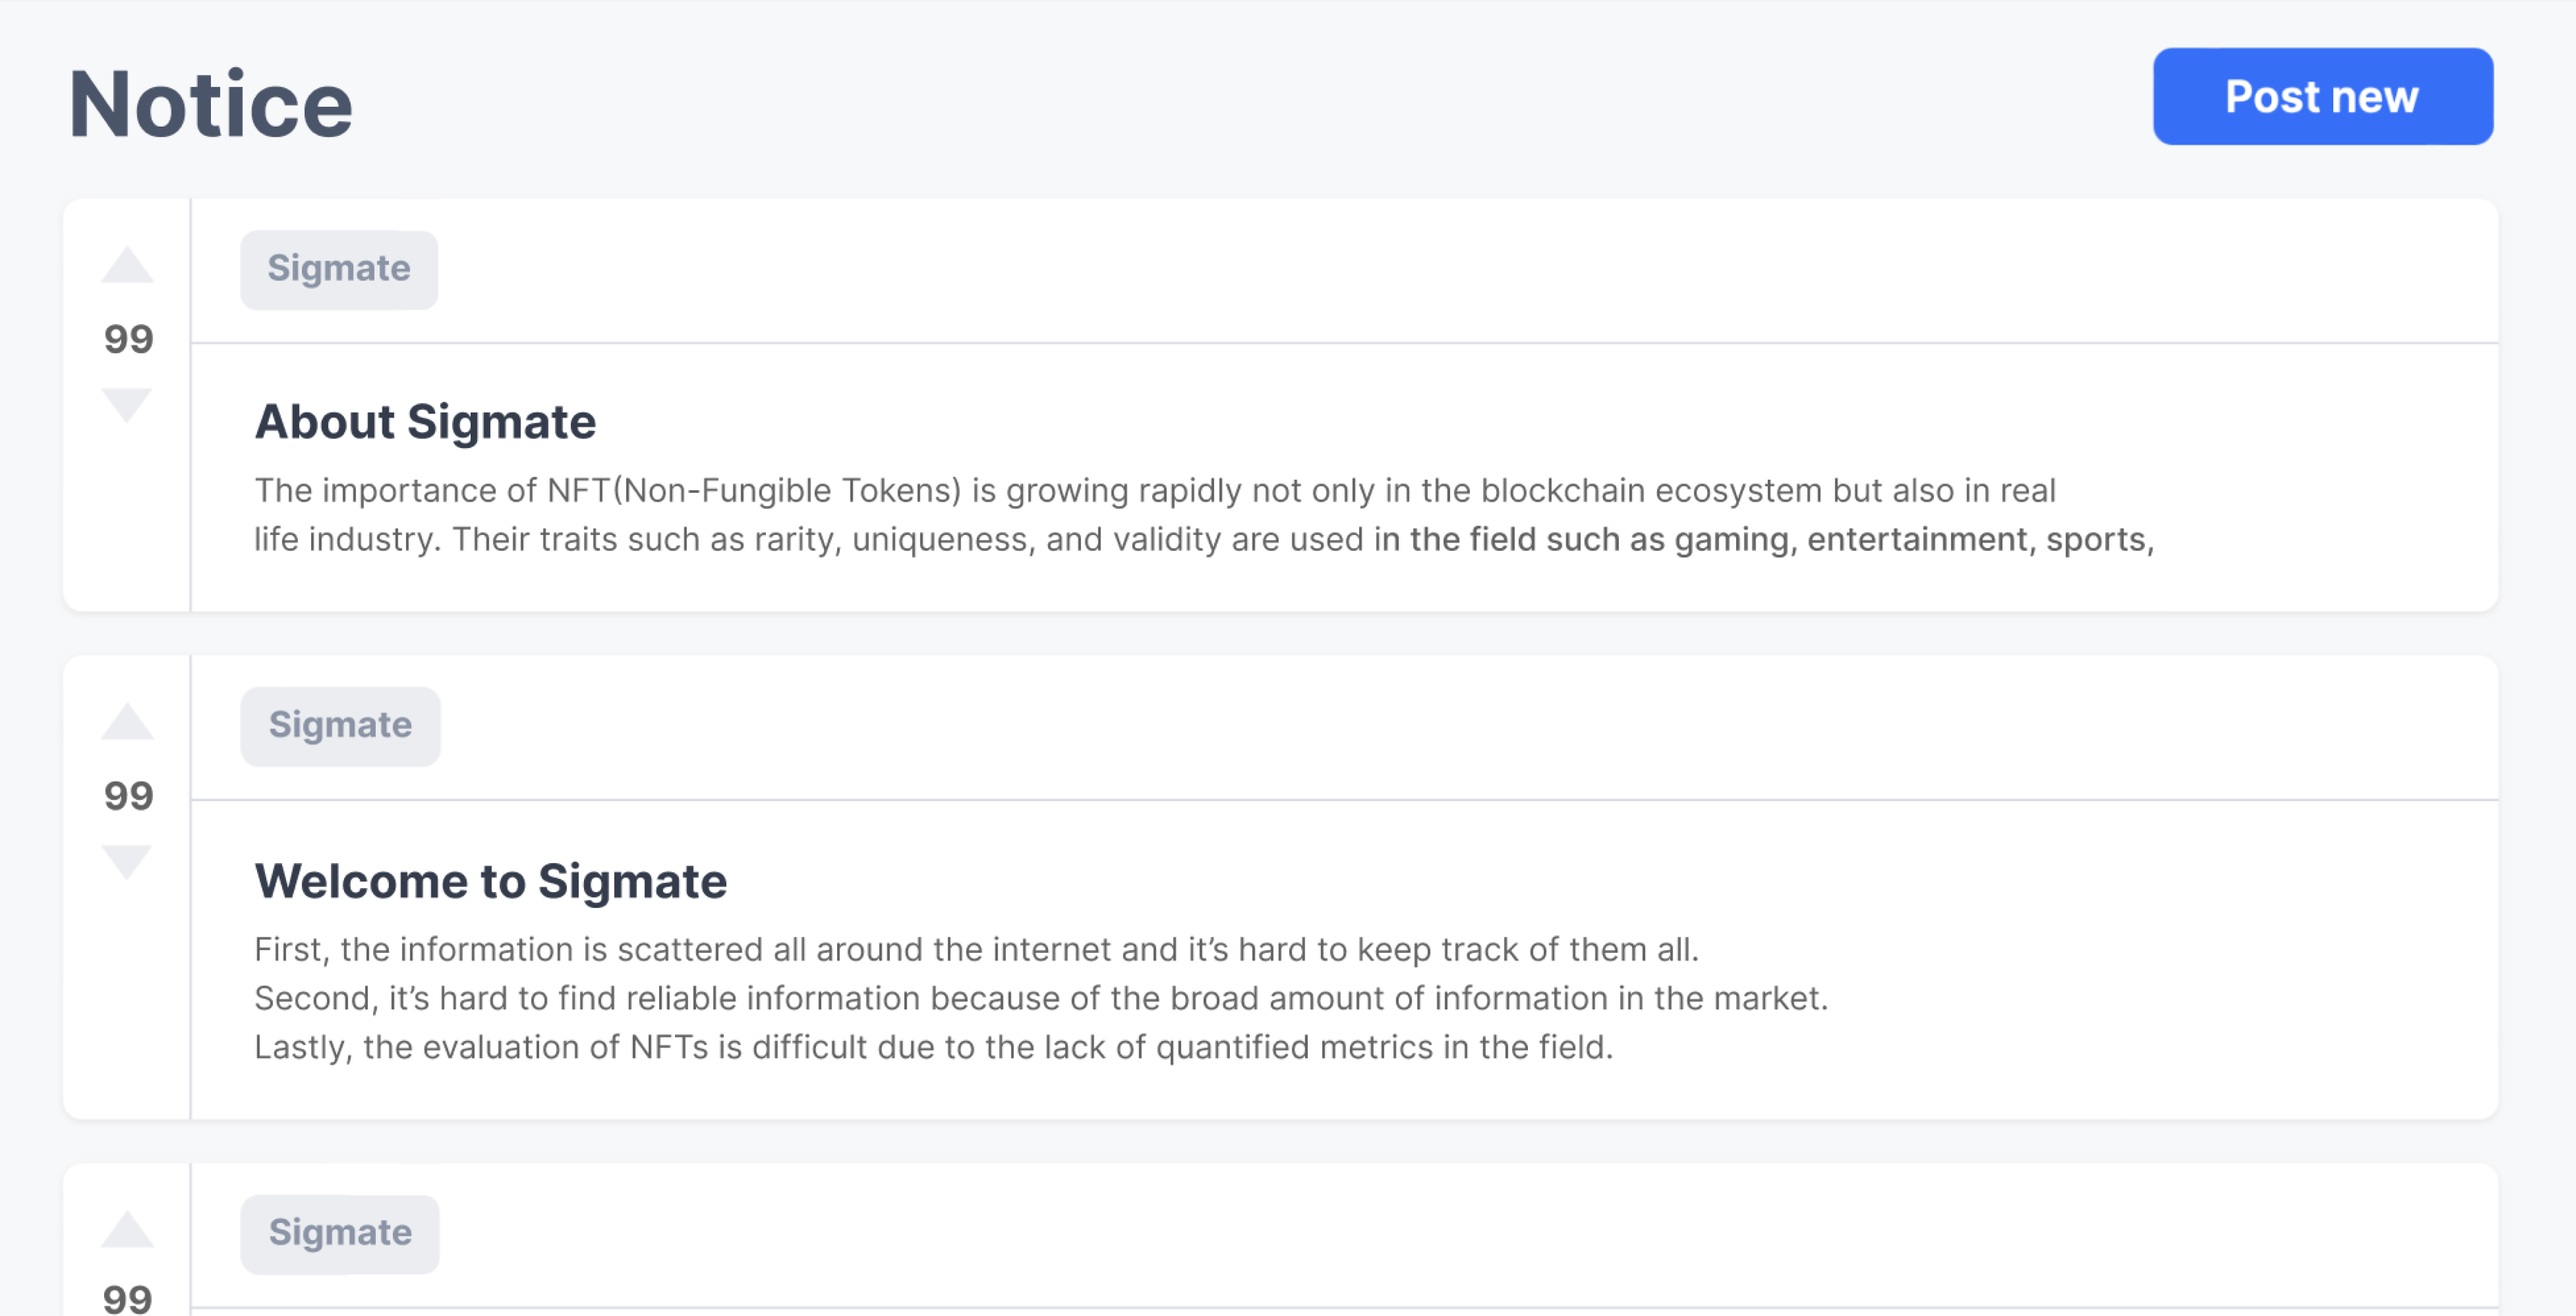 Notice
Post new
Sigmate
99
About Sigmate
The importance of NFT(Non-Fungible Tokens) is growing rapidly not only in the blockchain ecosystem but also in real
life industry. Their traits such as rarity, uniqueness, and validity are used in the field such as gaming, entertainment, sports,
Sigmate
99
Welcome to Sigmate
First, the information is scattered all around the internet and it’s hard to keep track of them all.
Second, it’s hard to find reliable information because of the broad amount of information in the market.
Lastly, the evaluation of NFTs is difficult due to the lack of quantified metrics in the field.
Sigmate
99